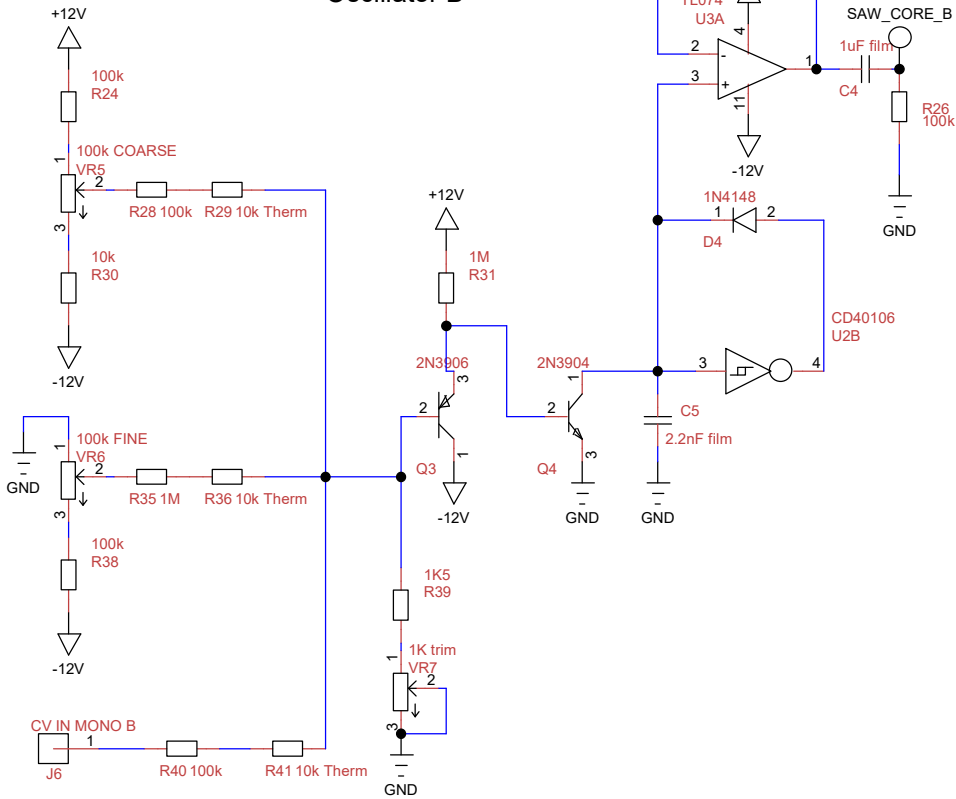 Oscillator B
+12V
100k
R24
1
100k COARSE
VR5
2
3
R28 100k
R29 10k Therm
10k
R30
-12V
1
100k FINE
VR6
2
GND
3
R35 1M
R36 10k Therm
100k
R38
-12V
CV IN MONO B
1
J6
R40 100k
R41 10k Therm
+12V
1M
R31
2N3906
3
2
Q3
1
-12V
1K5
R39
1
1K trim
VR7
2
3
GND
2N3904
1
2
Q4
3
GND
C5
2.2nF film
GND
3
4
CD40106
U2B
1N4148
1
2
D4
TL074
U3A
4
2
-
3
+
1
11
-12V
1uF film
C4
SAW_CORE_B
R26
100k
GND